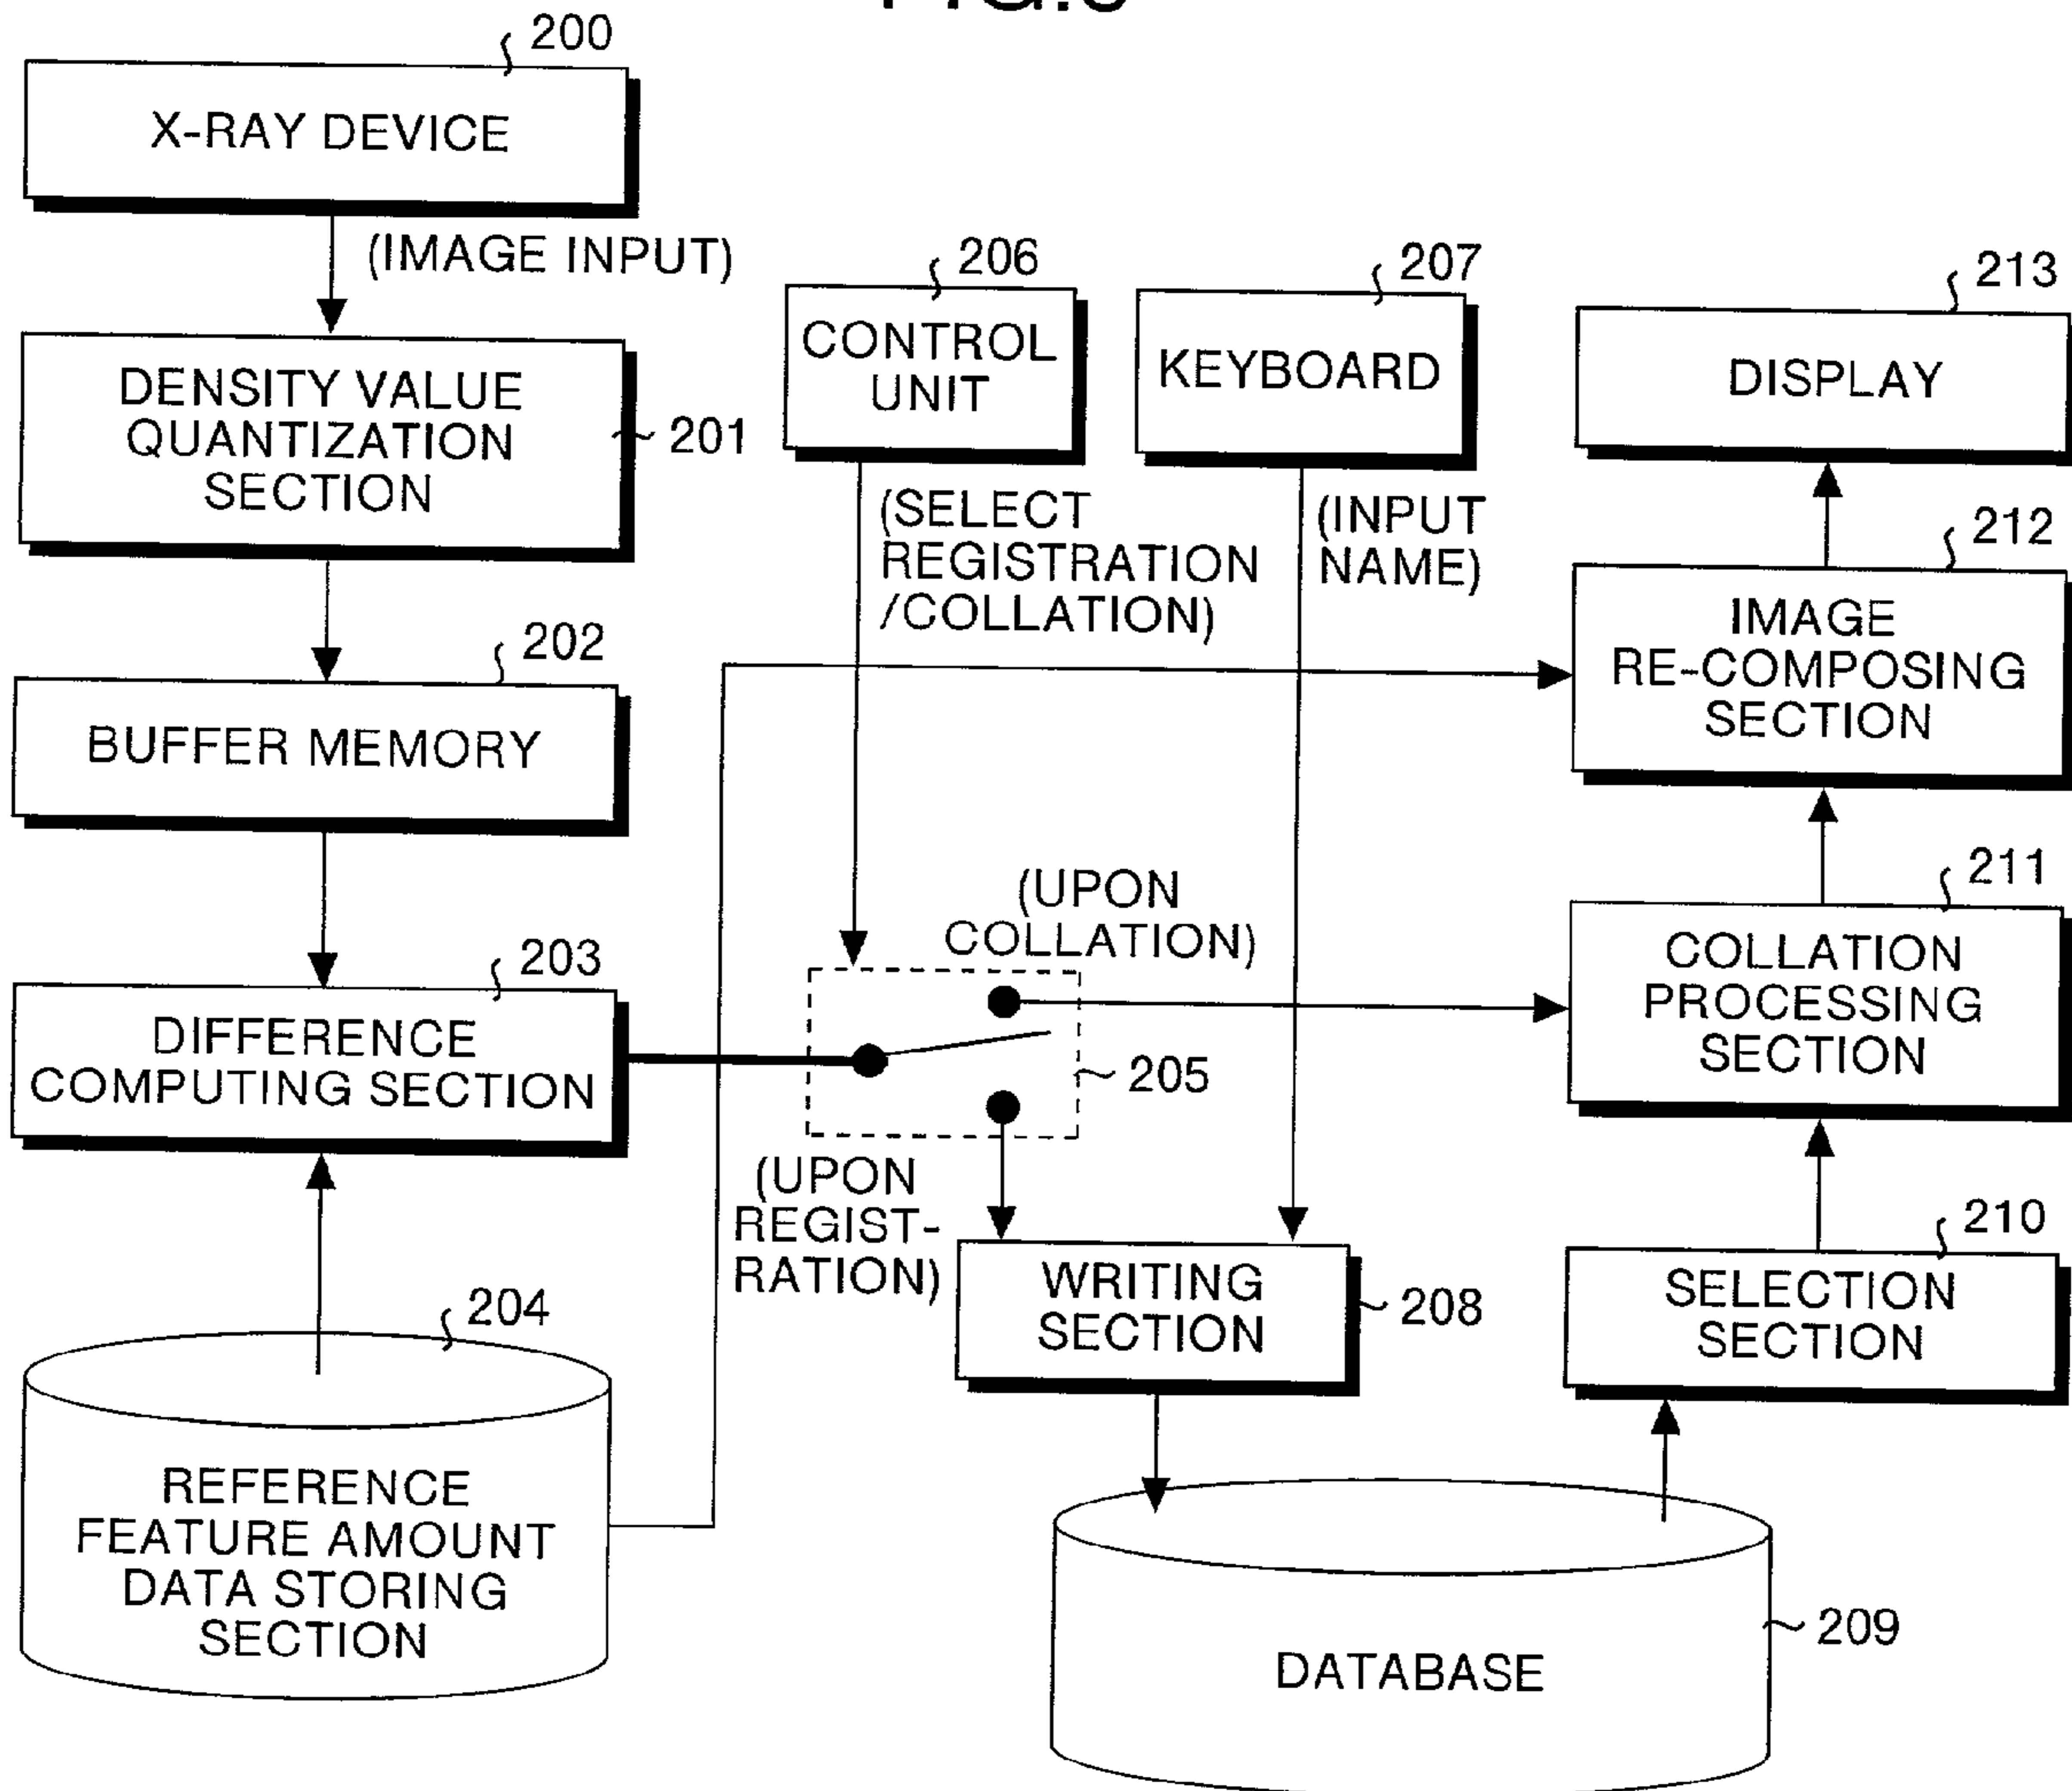 200
X-RAY DEVICE
(IMAGE INPUT)
DENSITY VALUE
QUANTIZATION
SECTION
201
202
BUFFER MEMORY
203
DIFFERENCE
COMPUTING SECTION
204
REFERENCE
FEATURE AMOUNT
DATA STORING
SECTION
206
CONTROL
UNIT
(SELECT
REGISTRATION
/COLLATION)
207
KEYBOARD
(INPUT
NAME)
(UPON
COLLATION)
205
(UPON
REGIST-
RATION)
WRITING
SECTION
208
DATABASE
209
213
DISPLAY
212
IMAGE
RE-COMPOSING
SECTION
211
COLLATION
PROCESSING
SECTION
210
SELECTION
SECTION